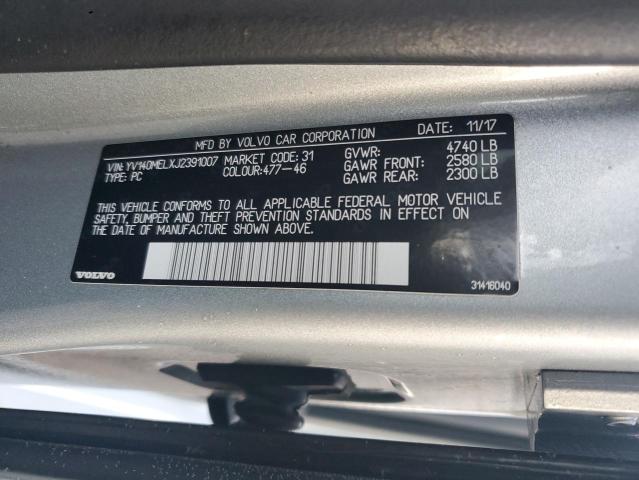 MFD BY VOLVO CAR CORPORATION DATE: 11/17
VIN: YV140MELXJ2391007 MARKET CODE: 31 GVWR: 4740 LB
TYPE: PC COLOUR:477-46 GAWR FRONT: 2580 LB
GAWR REAR: 2300 LB
THIS VEHICLE CONFORMS TO ALL APPLICABLE FEDERAL MOTOR VEHICLE
SAFETY, BUMPER AND THEFT PREVENTION STANDARDS IN EFFECT ON
THE DATE OF MANUFACTURE SHOWN ABOVE.
VOLVO 31416040